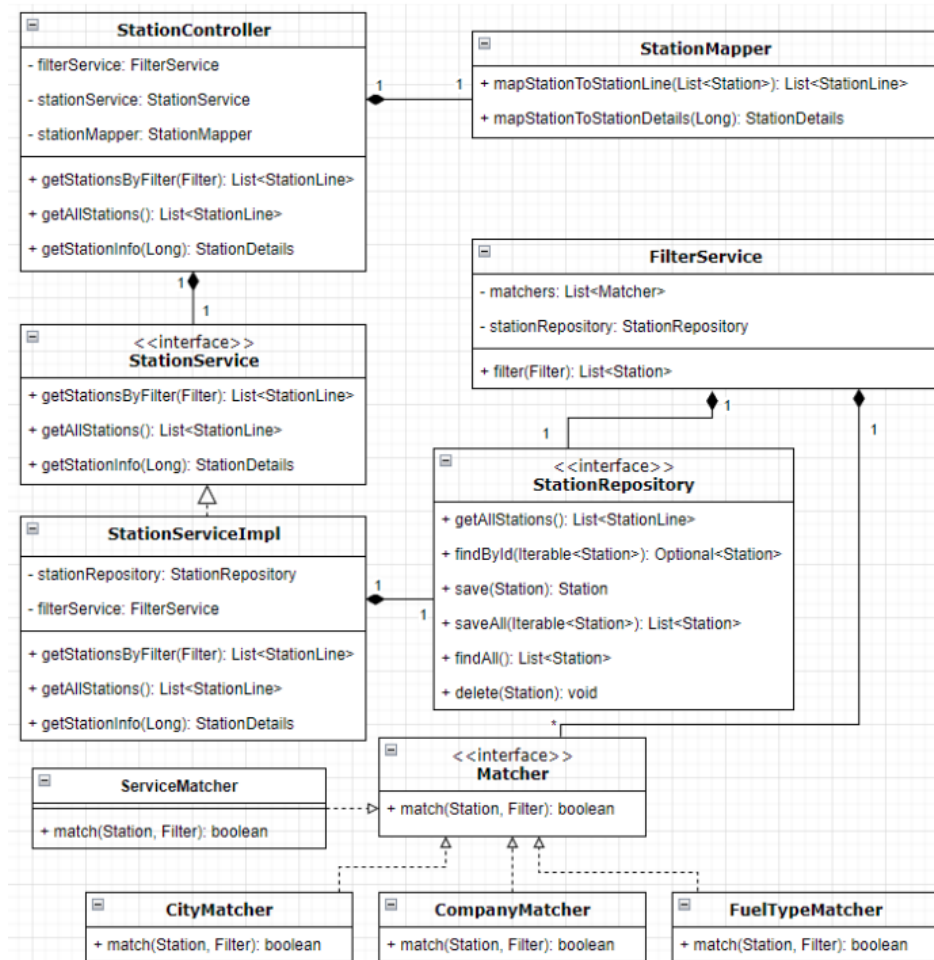 StationController
- filterService: FilterService
- stationService: StationService
- stationMapper: StationMapper
+ getStationsByFilter(Filter): List<StationLine>
+ getAllStations(): List<StationLine>
+ getStationInfo(Long): StationDetails
1
1
StationMapper
+ mapStationToStationLine(List<Station>): List<StationLine>
+ mapStationToStationDetails(Long): StationDetails
1
1
<<interface>>
StationService
+ getStationsByFilter(Filter): List<StationLine>
+ getAllStations(): List<StationLine>
+ getStationInfo(Long): StationDetails
FilterService
- matchers: List<Matcher>
- stationRepository: StationRepository
+ filter(Filter): List<Station>
1
1
1
StationServiceImpl
- stationRepository: StationRepository
- filterService: FilterService
+ getStationsByFilter(Filter): List<StationLine>
+ getAllStations(): List<StationLine>
+ getStationInfo(Long): StationDetails
1
1
<<interface>>
StationRepository
+ getAllStations(): List<StationLine>
+ findById(Iterable<Station>): Optional<Station>
+ save(Station): Station
+ saveAll(Iterable<Station>): List<Station>
+ findAll(): List<Station>
+ delete(Station): void
*
<<interface>>
Matcher
+ match(Station, Filter): boolean
ServiceMatcher
+ match(Station, Filter): boolean
CityMatcher
+ match(Station, Filter): boolean
CompanyMatcher
+ match(Station, Filter): boolean
FuelTypeMatcher
+ match(Station, Filter): boolean